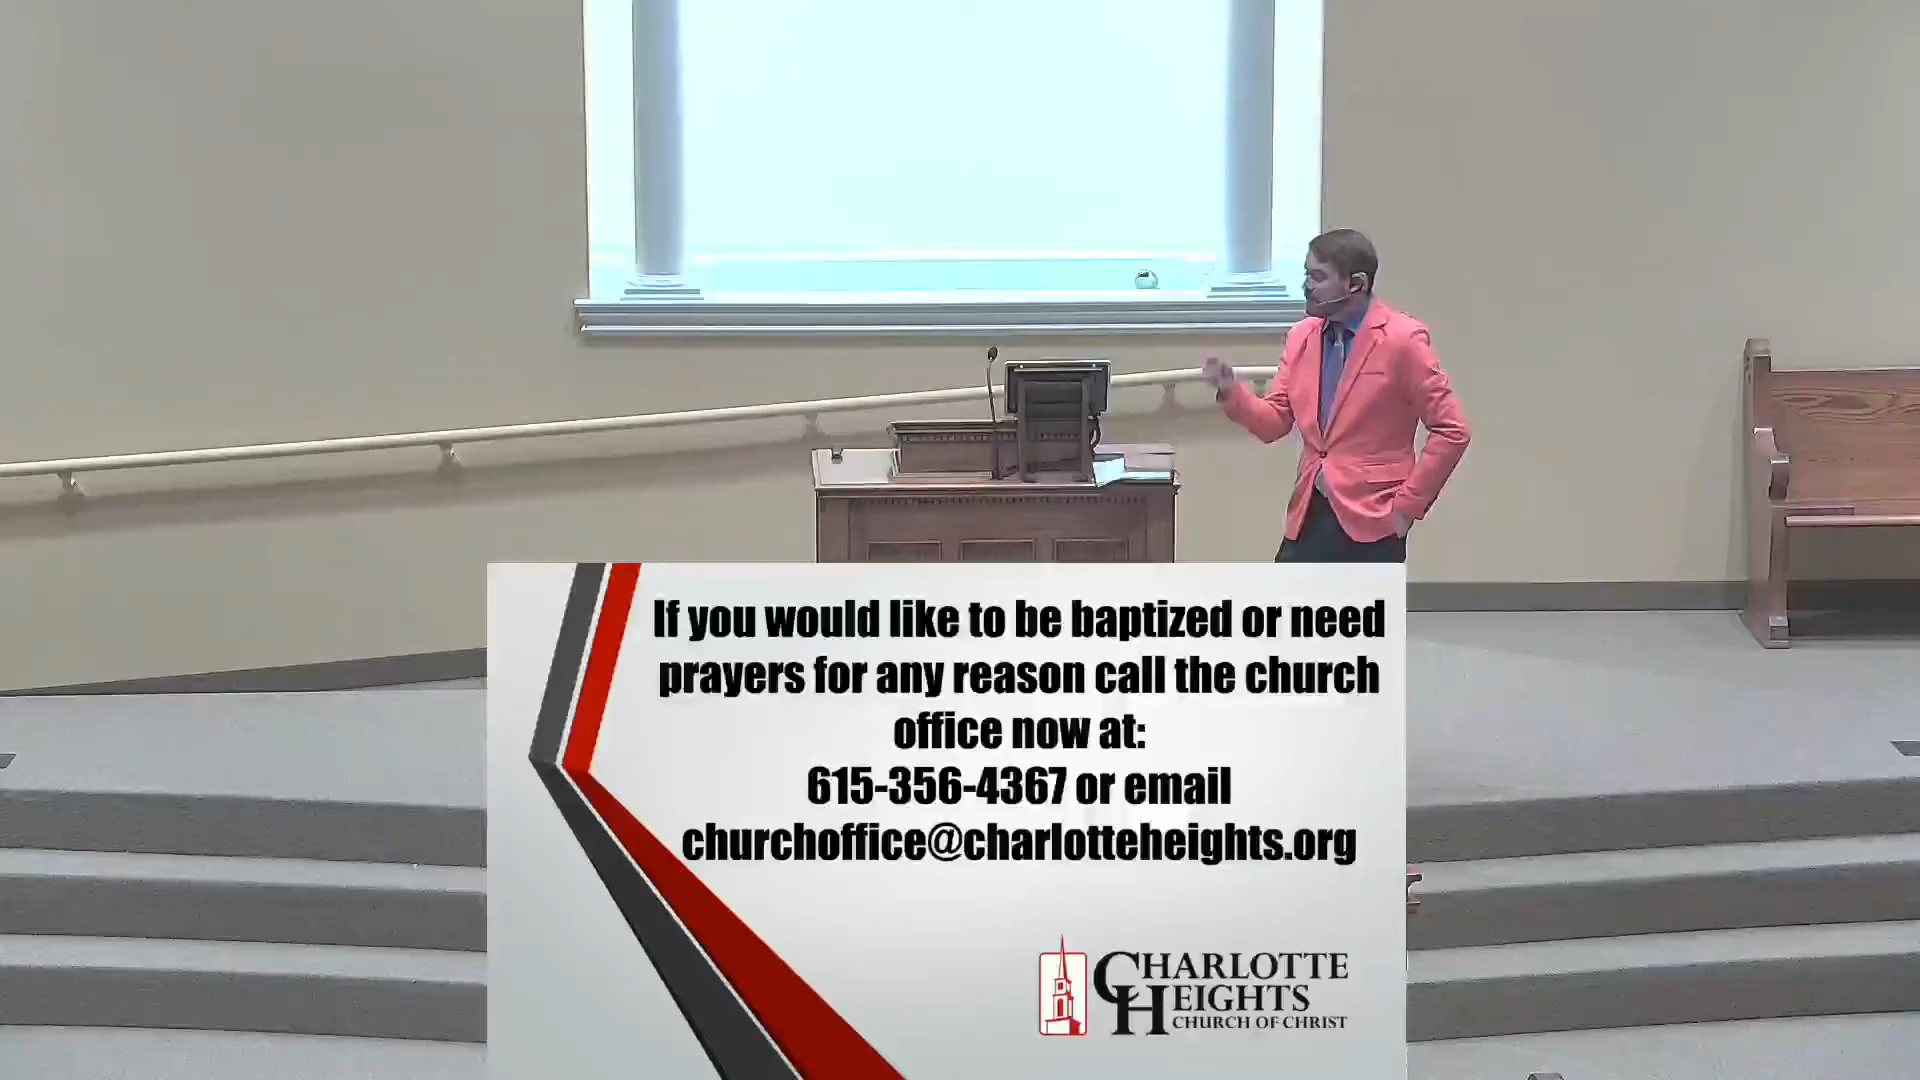 If you would like to be baptized or need
prayers for any reason call the church
office now at:
615-356-4367 or email
churchoffice@charlotteheights.org
CHARLOTTE
HEIGHTS
CHURCH OF CHRIST